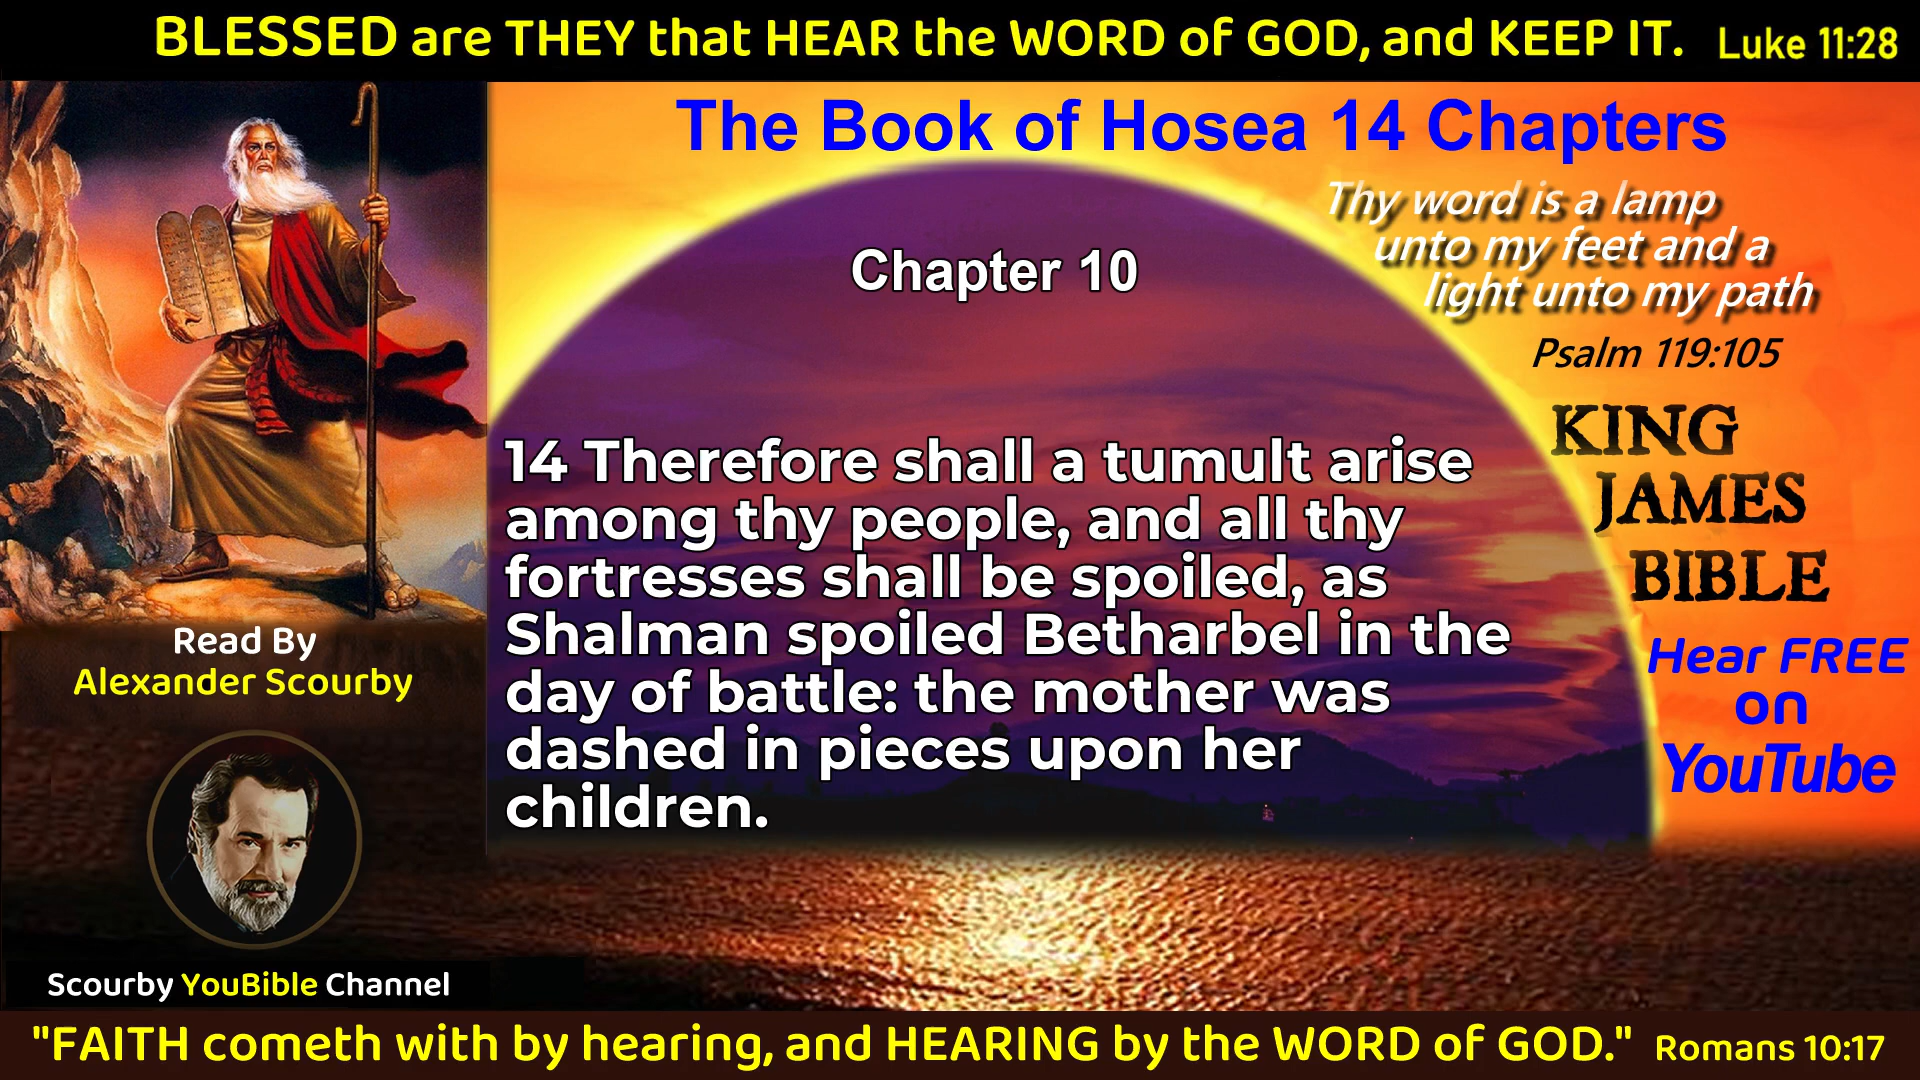 BLESSED are THEY that HEAR the WORD of GOD, and KEEP IT. Luke 11:28
The Book of Hosea 14 Chapters
Thy word is a lamp
unto my feet and a
light unto my path
Psalm 119:105
Chapter 10
KING
JAMES
BIBLE
14 Therefore shall a tumult arise
among thy people, and all thy
fortresses shall be spoiled, as
Shalman spoiled Betharbel in the
day of battle: the mother was
dashed in pieces upon her
children.
Hear FREE
on
YouTube
Read By
Alexander Scourby
Scourby YouBible Channel
"FAITH cometh with by hearing, and HEARING by the WORD of GOD." Romans 10:17